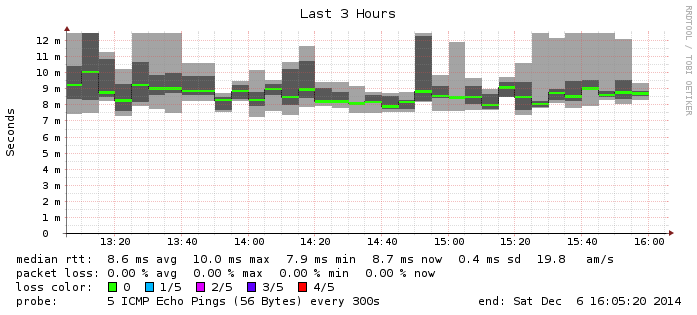 Last 3 Hours
RRDTOOL / TOBI OETIKER
Seconds
12 m
11 m
10 m
9 m
8 m
7 m
6 m
5 m
4 m
3 m
2 m
1 m
0
13:20 13:40 14:00 14:20 14:40 15:00 15:20 15:40 16:00
median rtt: 8.6 ms avg 10.0 ms max 7.9 ms min 8.7 ms now 0.4 ms sd 19.8 am/s
packet loss: 0.00 % avg 0.00 % max 0.00 % min 0.00 % now
loss color: 0 1/5 2/5 3/5 4/5
probe: 5 ICMP Echo Pings (56 Bytes) every 300s end: Sat Dec 6 16:05:20 2014